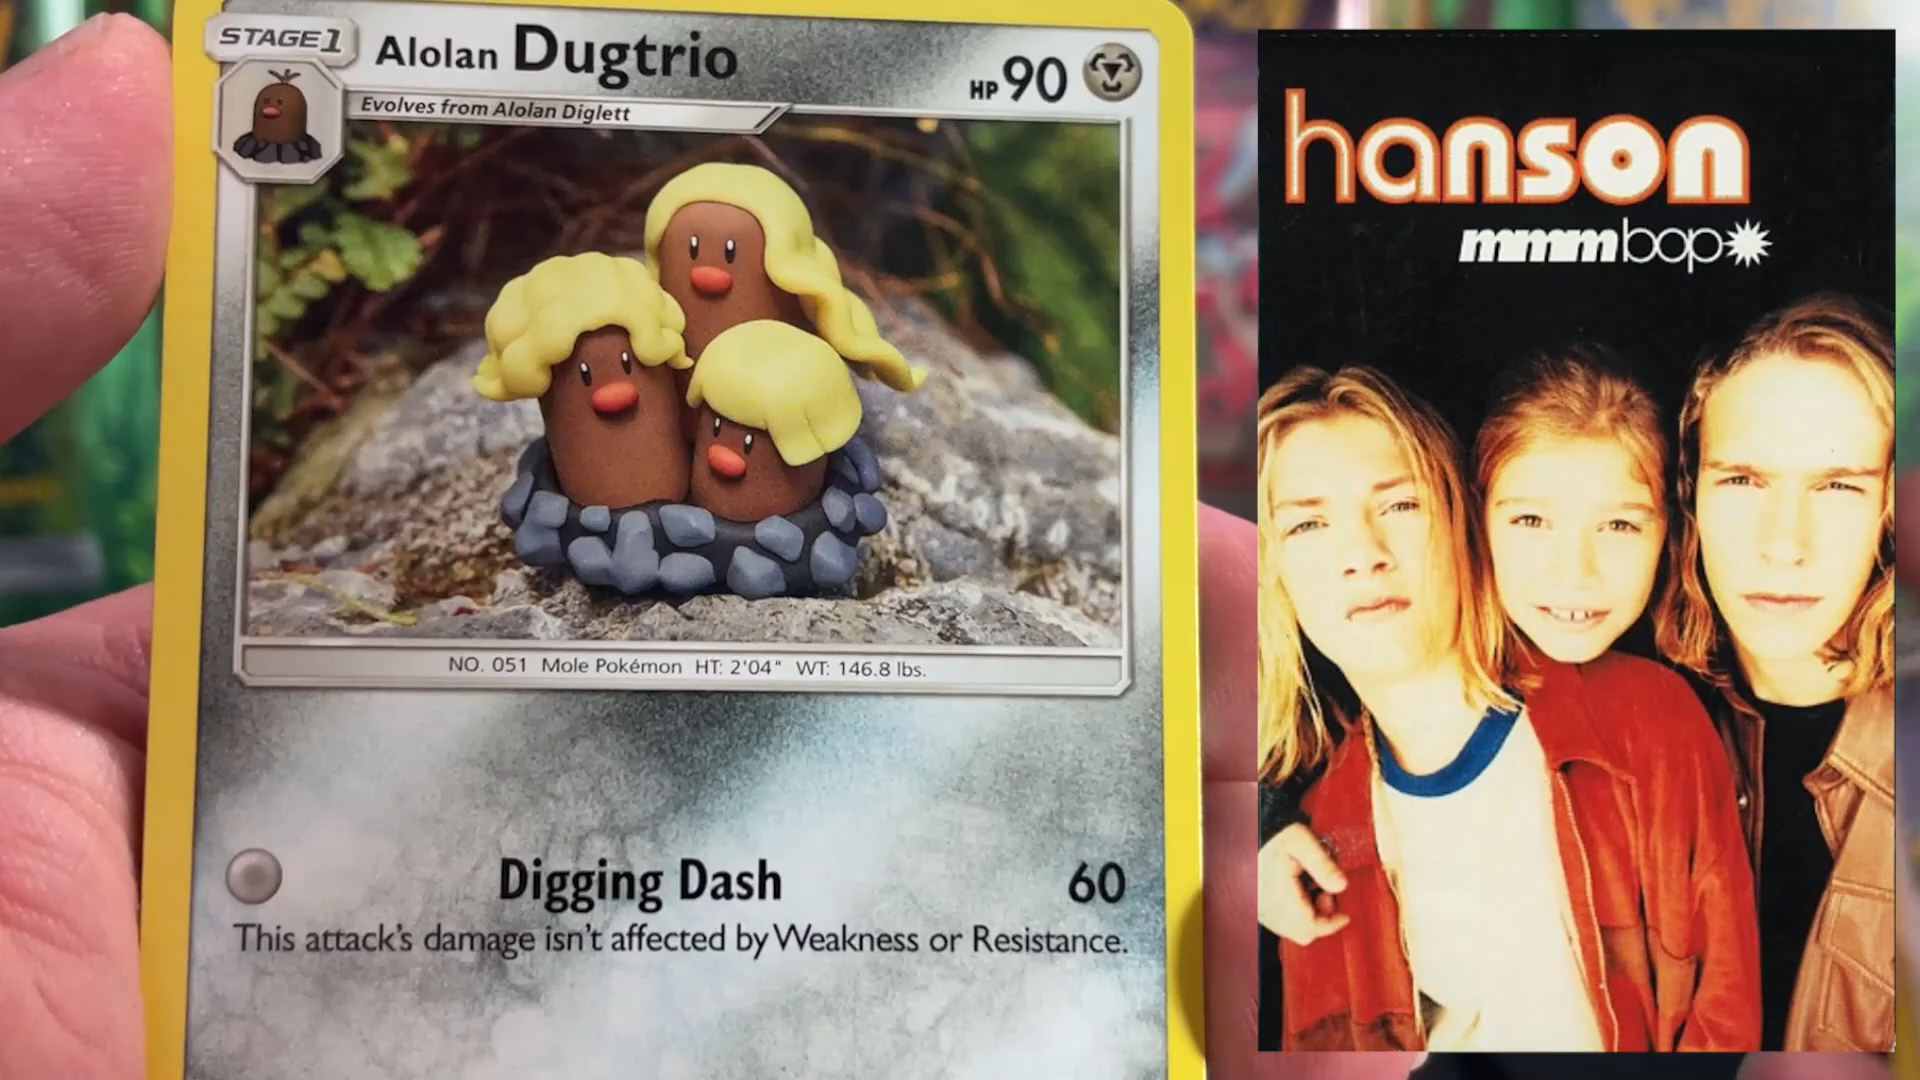 STAGE1
Alolan Dugtrio
HP 90
Evolves from Alolan Diglett
NO. 051 Mole Pokémon HT: 2'04" WT: 146.8 lbs.
Digging Dash 60
This attack's damage isn't affected by Weakness or Resistance.
hanson
mmmbop